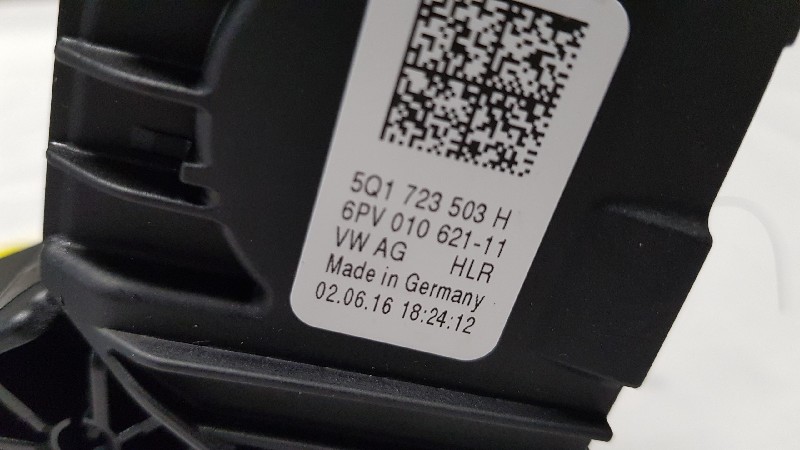 5Q1 723 503 H
6PV 010 621-11
VW AG HLR
Made in Germany
02.06.16 18:24:12